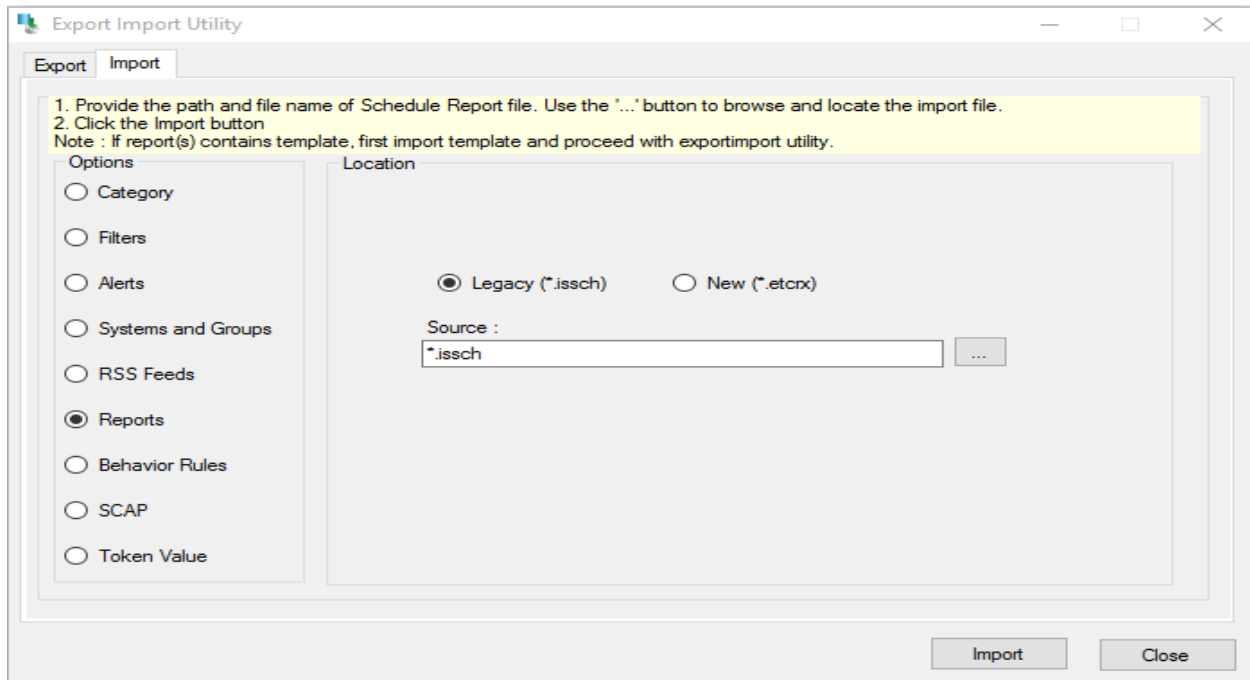 Export Import Utility
Export Import
1. Provide the path and file name of Schedule Report file. Use the '...' button to browse and locate the import file.
2. Click the Import button
Note : If report(s) contains template, first import template and proceed with exportimport utility.
Options
Category
Filters
Alerts
Systems and Groups
RSS Feeds
Reports
Behavior Rules
SCAP
Token Value
Location
Legacy (*.issch) New (*.etcrx)
Source :
*.issch ...
Import Close